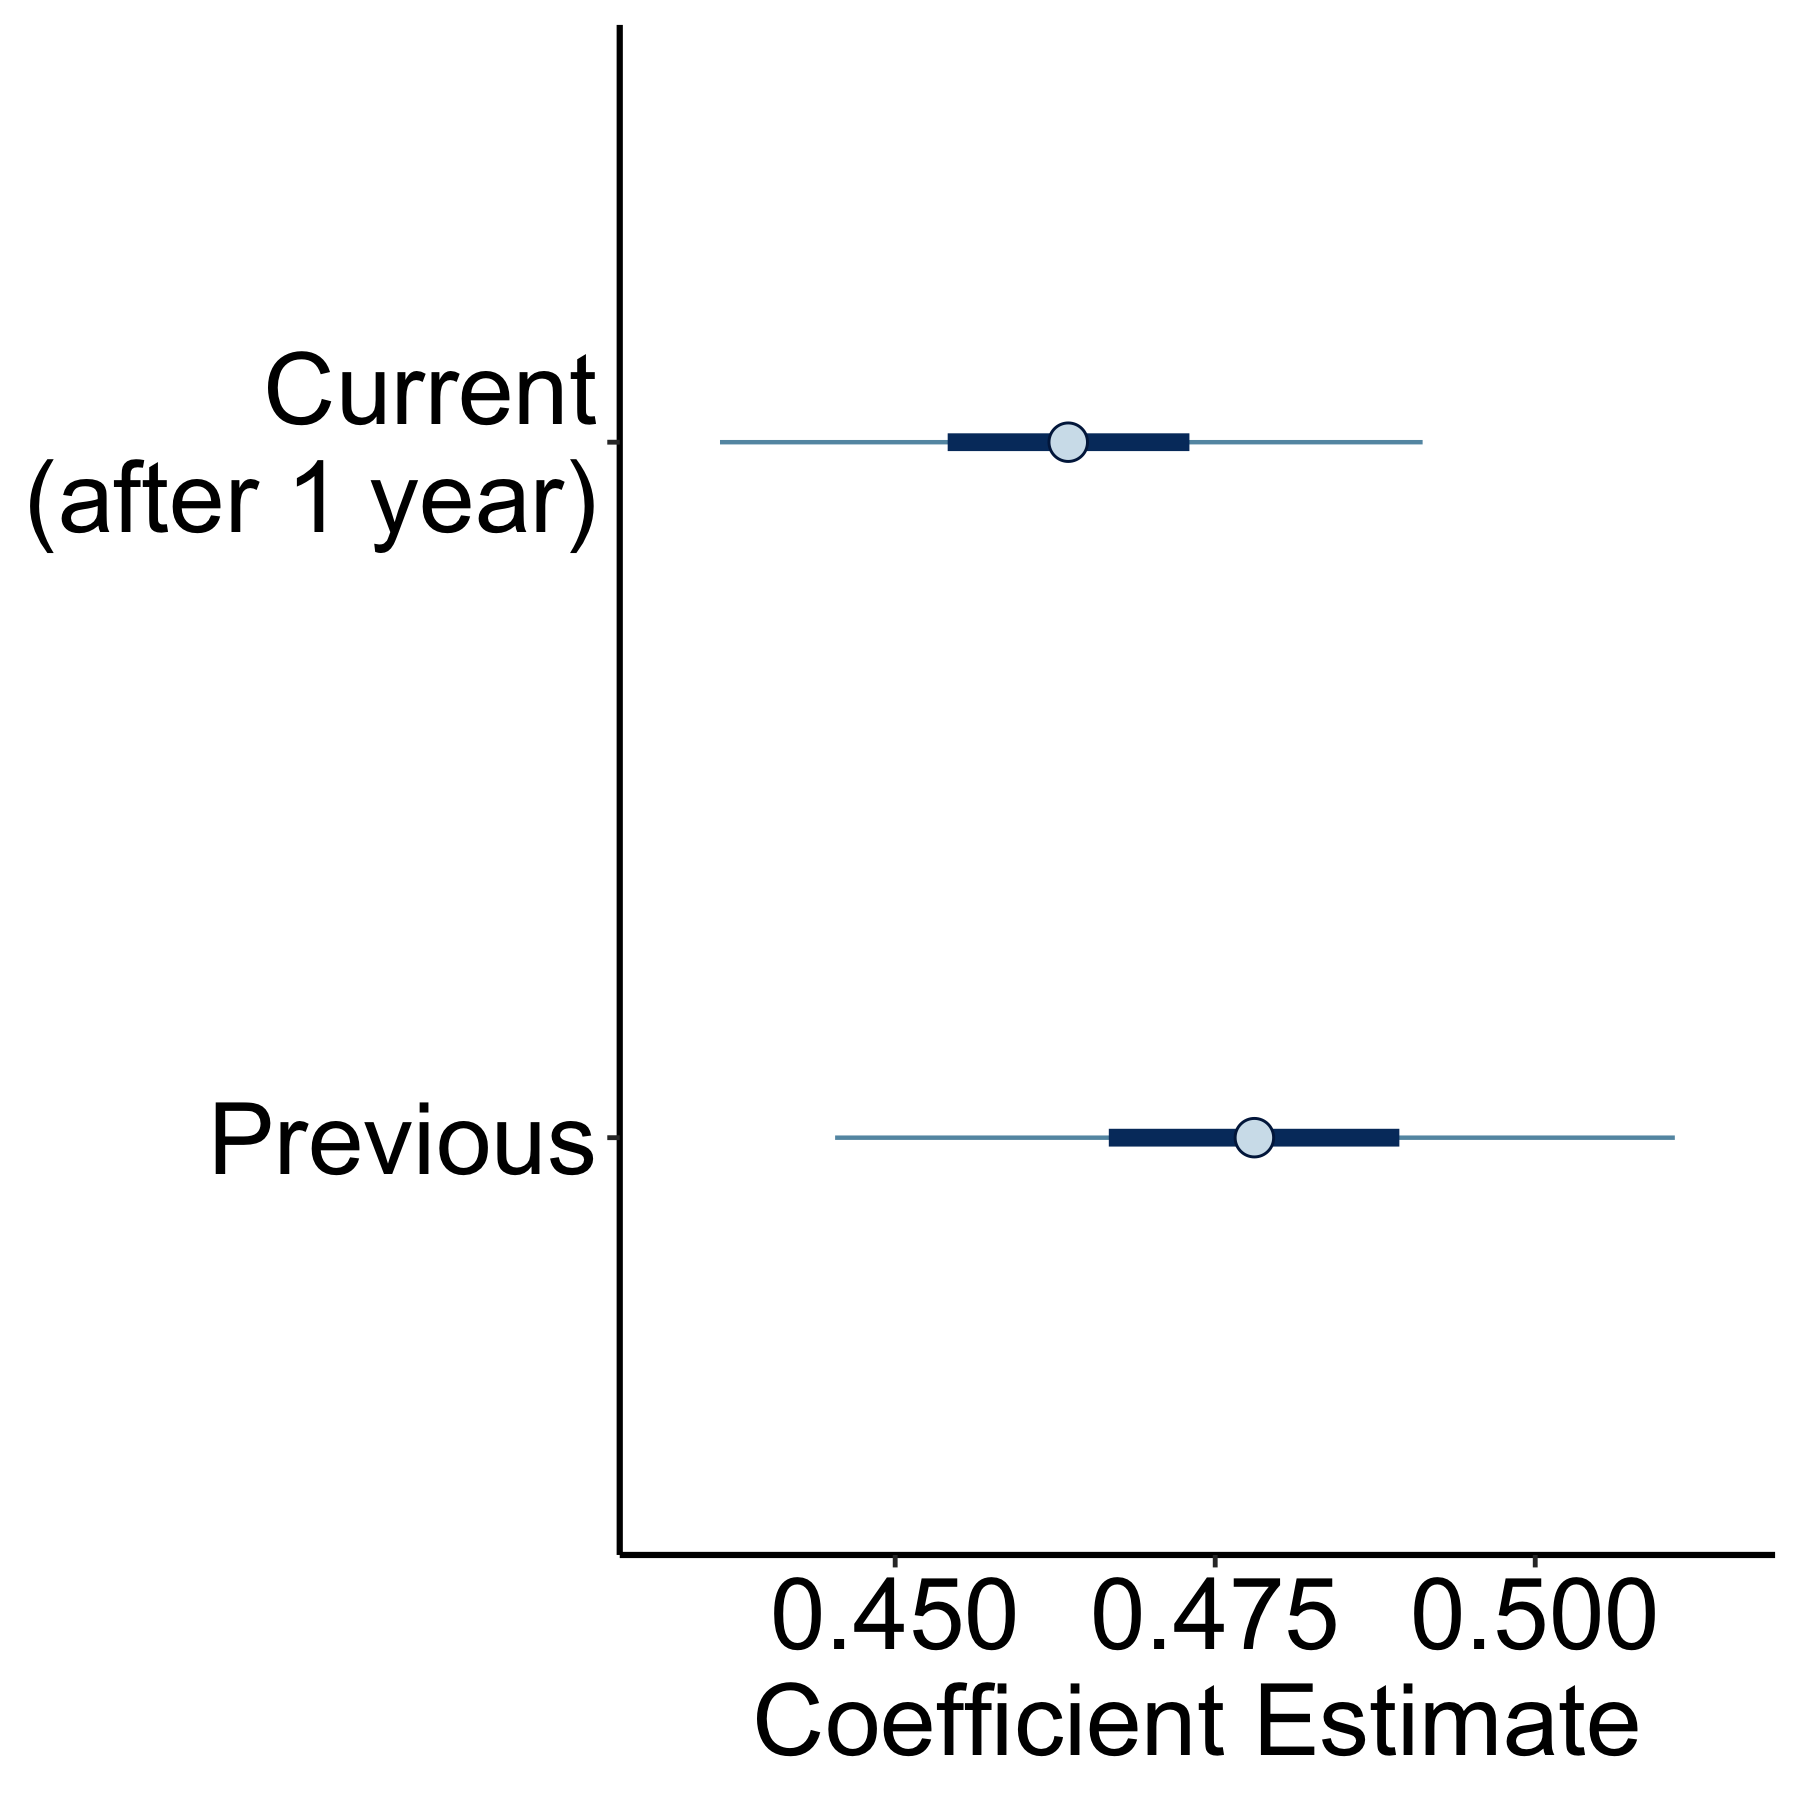 Current
(after 1 year)
Previous
0.450 0.475 0.500
Coefficient Estimate